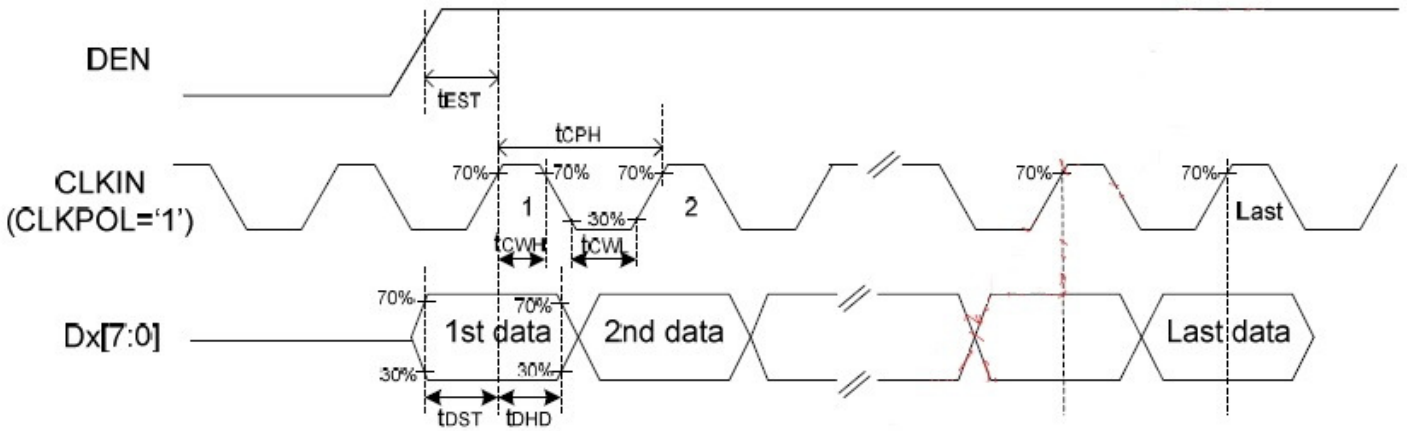 DEN
tEST
tCPH
CLKIN
(CLKPOL='1')
70% 70% 70% 70% 70%
1 2 Last
30%
tCWH tCWL
Dx[7:0]
70% 70%
1st data 2nd data Last data
30% 30%
tDST tDHD